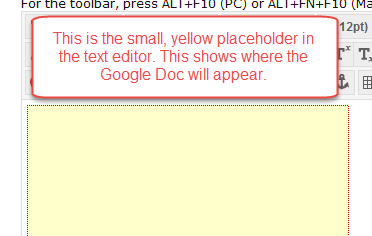 For the toolbar, press ALT+F10 (PC) or ALT+FN+F10 (Ma
12pt)
This is the small, yellow placeholder in
the text editor. This shows where the
Google Doc will appear.